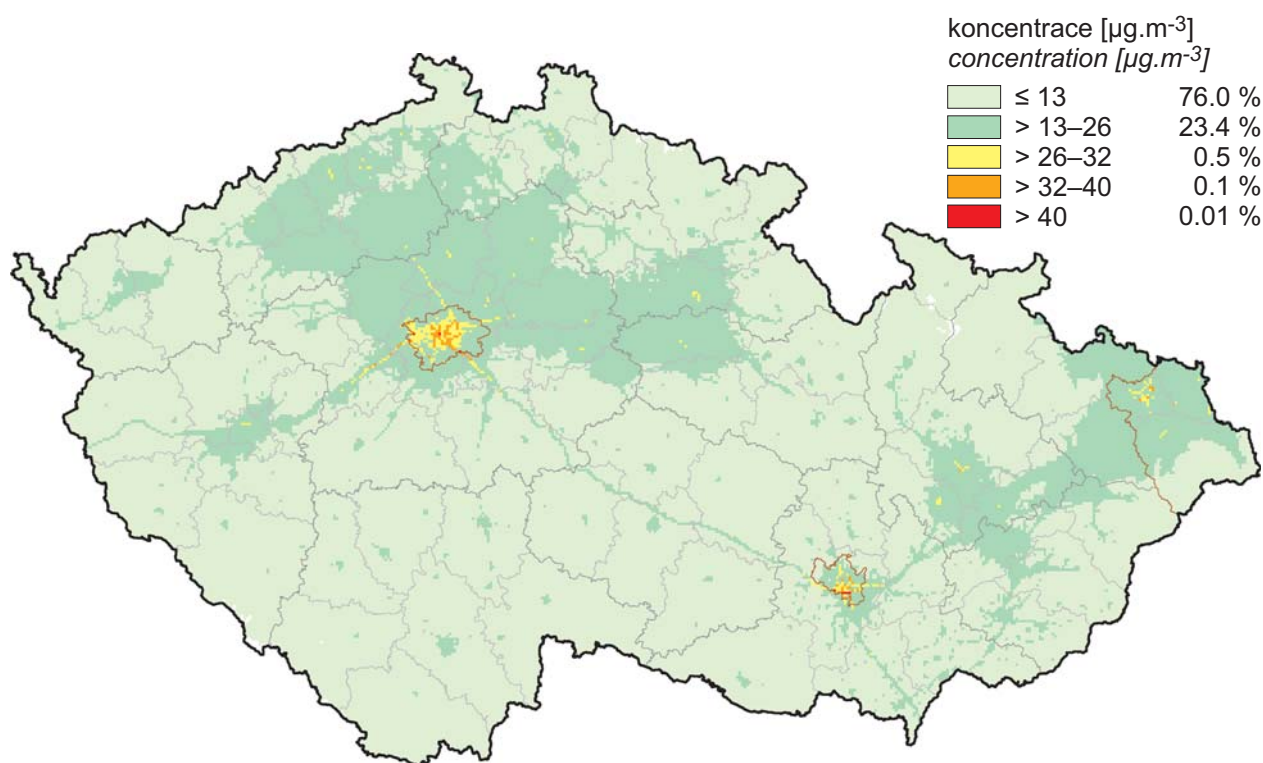 koncentrace [µg.m-3]
concentration [µg.m-3]
≤ 13 76.0 %
> 13–26 23.4 %
> 26–32 0.5 %
> 32–40 0.1 %
> 40 0.01 %